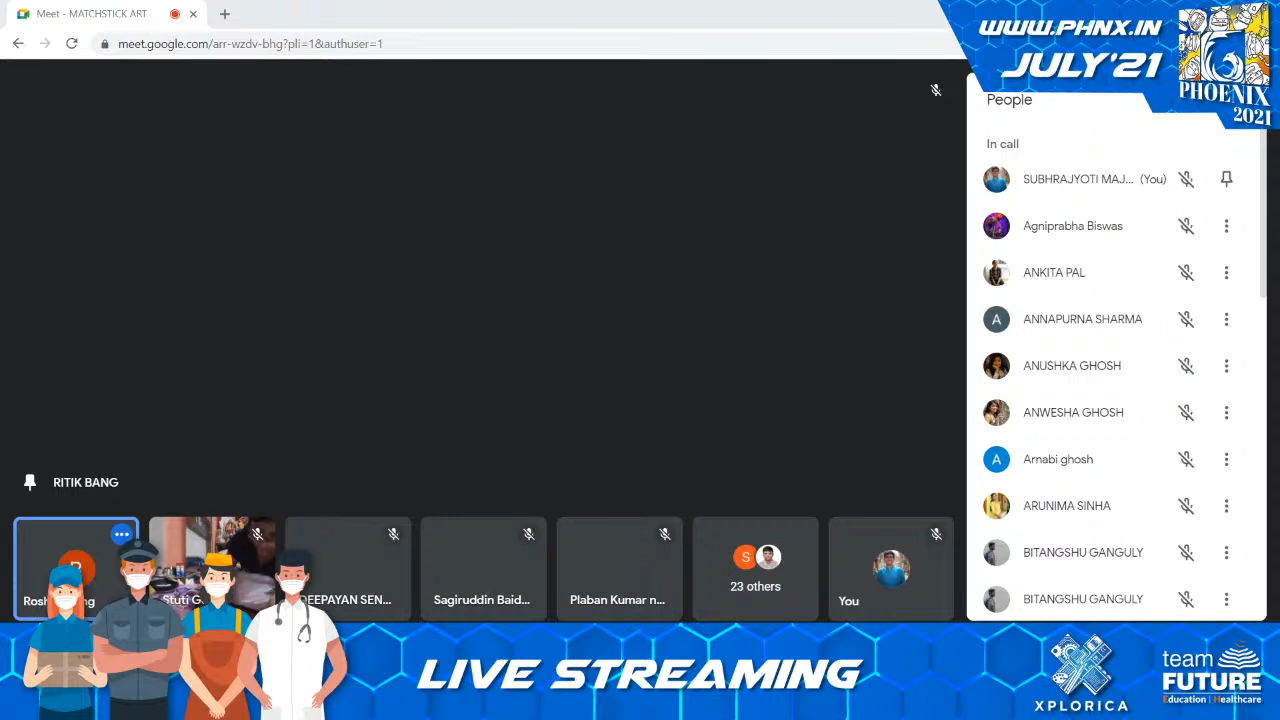 Meet - MATCHSTICK ART
meet.google.com/arr-wzdv-bhg?pli=1&authuser=1
WWW.PHNX.IN
JULY'21
PHOENIX
2021
People
In call
SUBHRAJYOTI MAJ... (You)
Agniprabha Biswas
ANKITA PAL
A ANNAPURNA SHARMA
ANUSHKA GHOSH
ANWESHA GHOSH
A Arnabi ghosh
ARUNIMA SINHA
BITANGSHU GANGULY
BITANGSHU GANGULY
RITIK BANG
Stuti G
EEPAYAN SEN...
Sagiruddin Baid...
Plaban Kumar n...
S
23 others
You
LIVE STREAMING
XPLORICA
team
FUTURE
Education | Healthcare